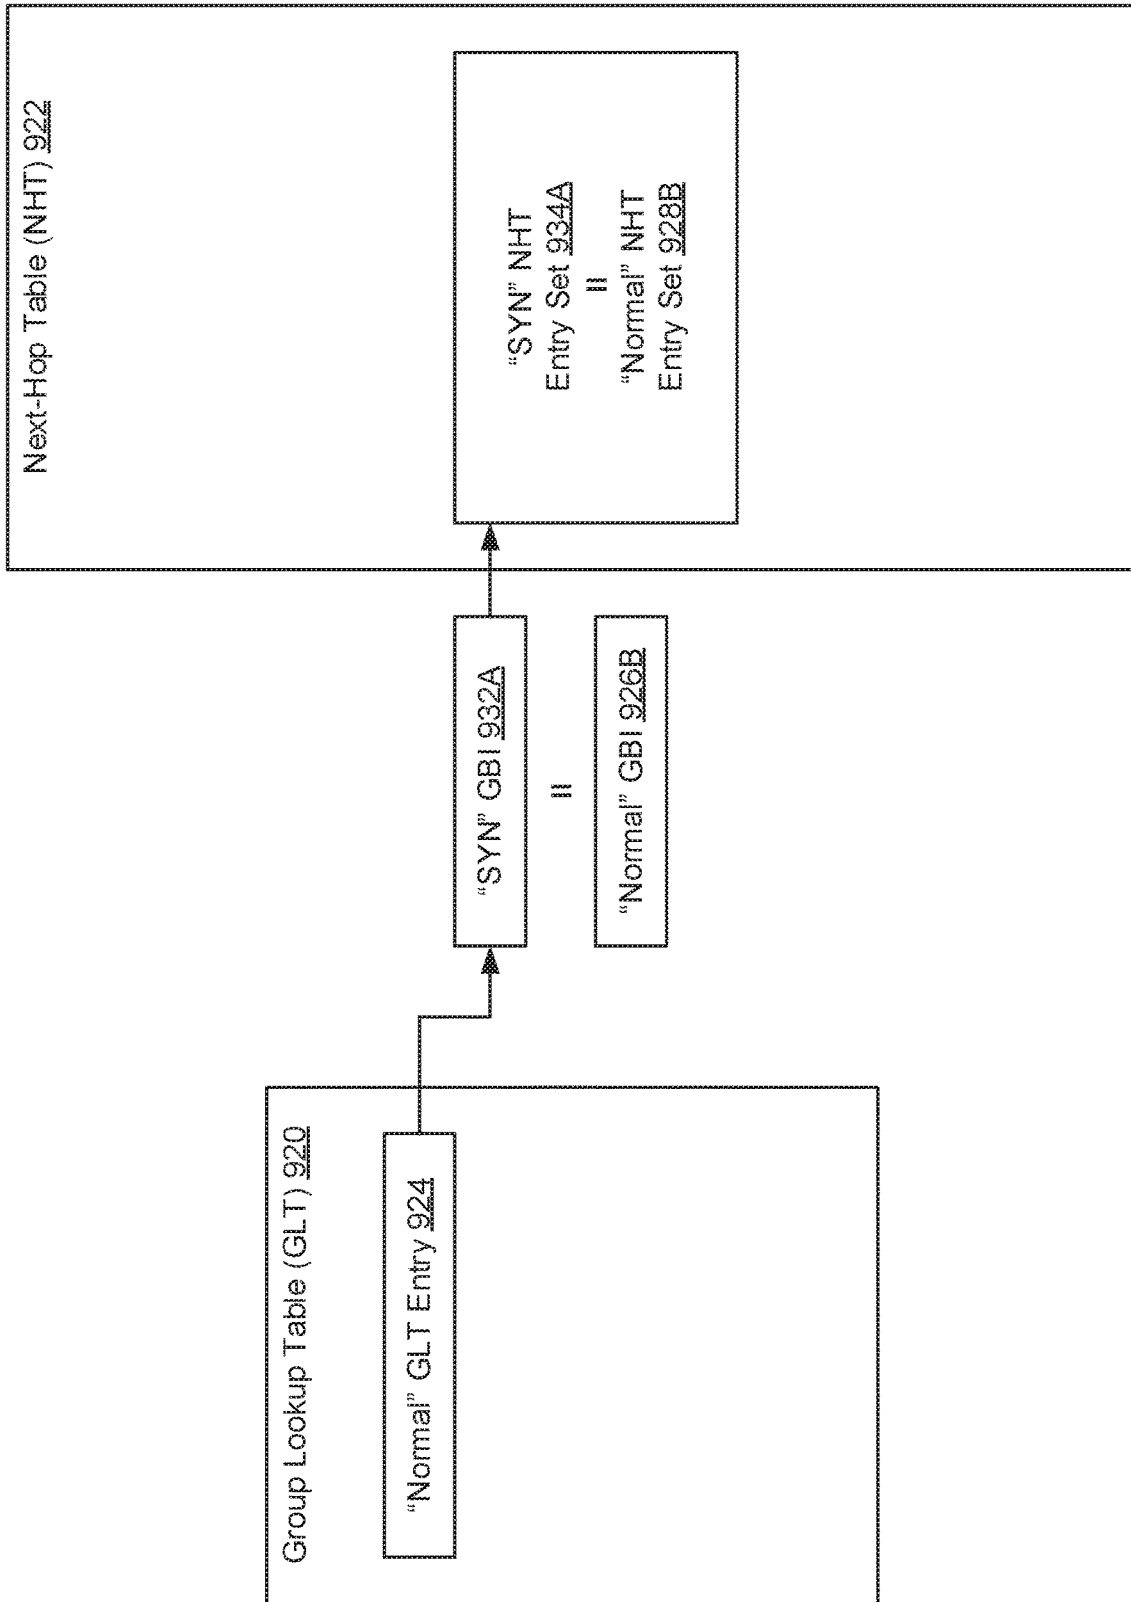 Group Lookup Table (GLT) 920
“Normal” GLT Entry 924
“SYN” GBI 932A
=
“Normal” GBI 926B
Next-Hop Table (NHT) 922
“SYN” NHT
Entry Set 934A
=
“Normal” NHT
Entry Set 928B